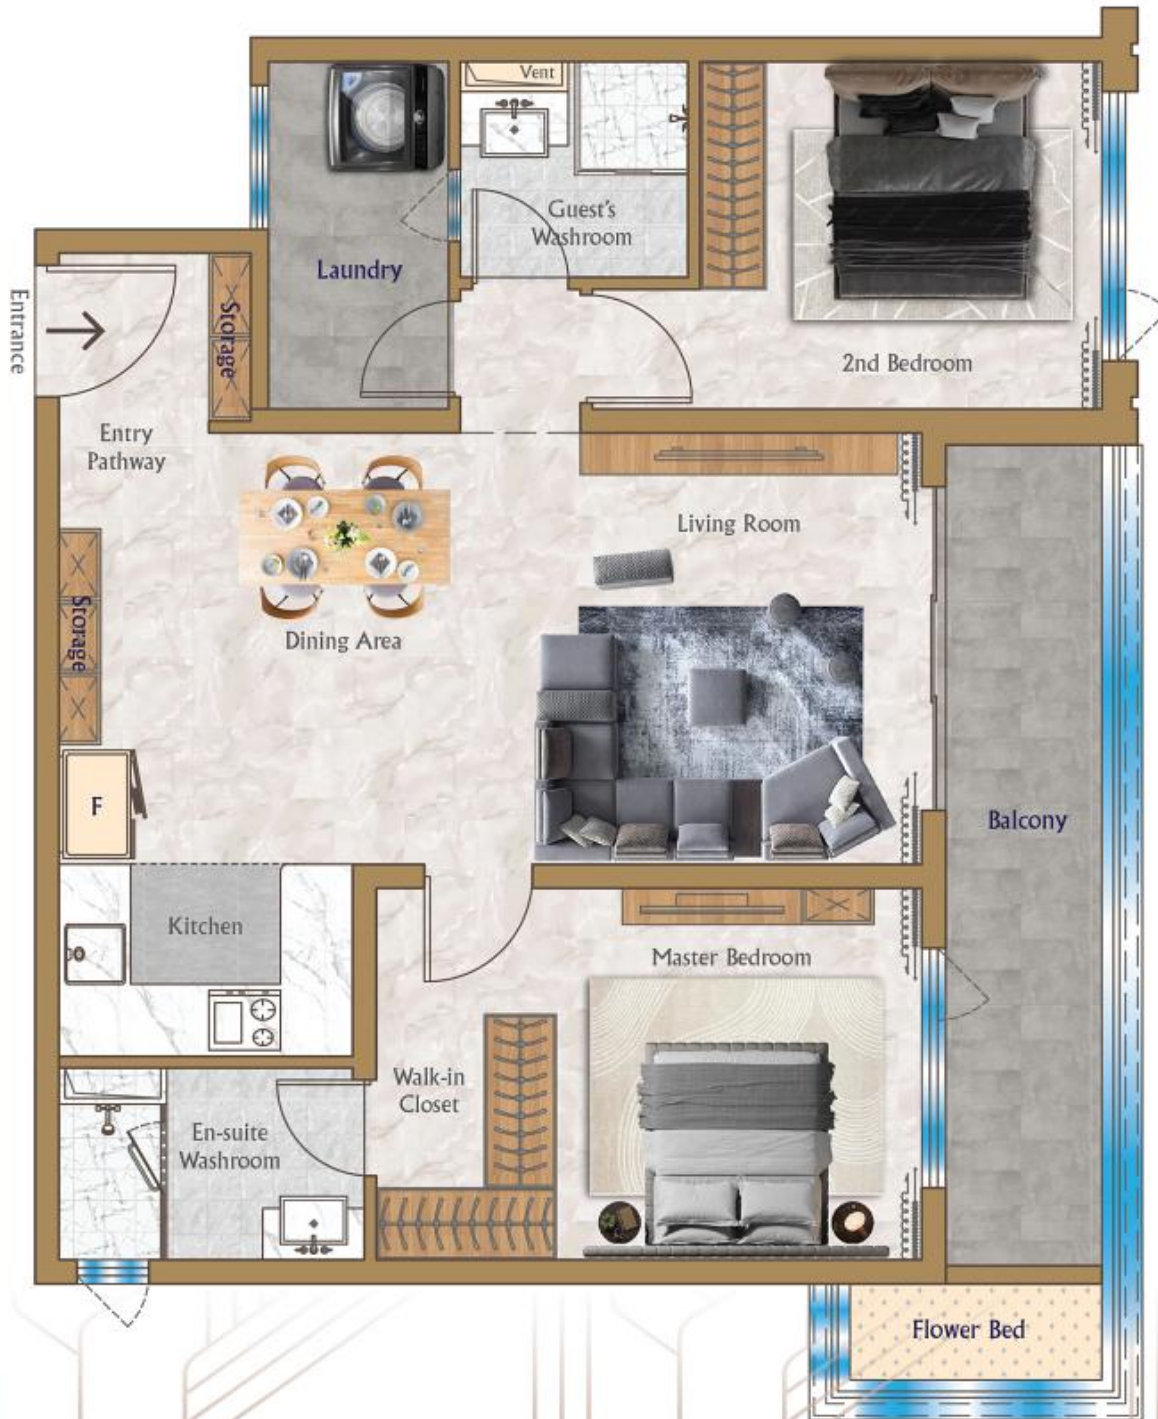 Vent
Guest's
Washroom
Laundry
Entrance
Storage
2nd Bedroom
Entry
Pathway
Living Room
Storage
Dining Area
F
Balcony
Kitchen
Master Bedroom
Walk-in
Closet
En-suite
Washroom
Flower Bed